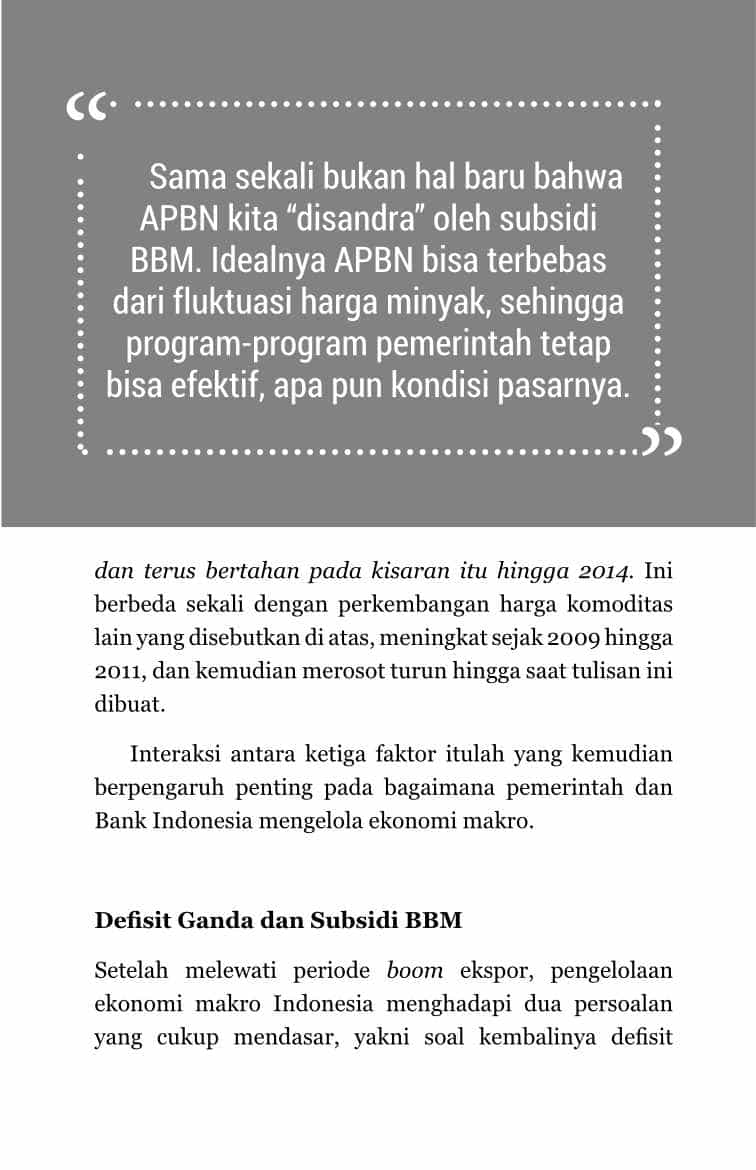 “
Sama sekali bukan hal baru bahwa
APBN kita “disandra” oleh subsidi
BBM. Idealnya APBN bisa terbebas
dari fluktuasi harga minyak, sehingga
program-program pemerintah tetap
bisa efektif, apa pun kondisi pasarnya.
”
dan terus bertahan pada kisaran itu hingga 2014. Ini
berbeda sekali dengan perkembangan harga komoditas
lain yang disebutkan di atas, meningkat sejak 2009 hingga
2011, dan kemudian merosot turun hingga saat tulisan ini
dibuat.
Interaksi antara ketiga faktor itulah yang kemudian
berpengaruh penting pada bagaimana pemerintah dan
Bank Indonesia mengelola ekonomi makro.
Defisit Ganda dan Subsidi BBM
Setelah melewati periode boom ekspor, pengelolaan
ekonomi makro Indonesia menghadapi dua persoalan
yang cukup mendasar, yakni soal kembalinya defisit